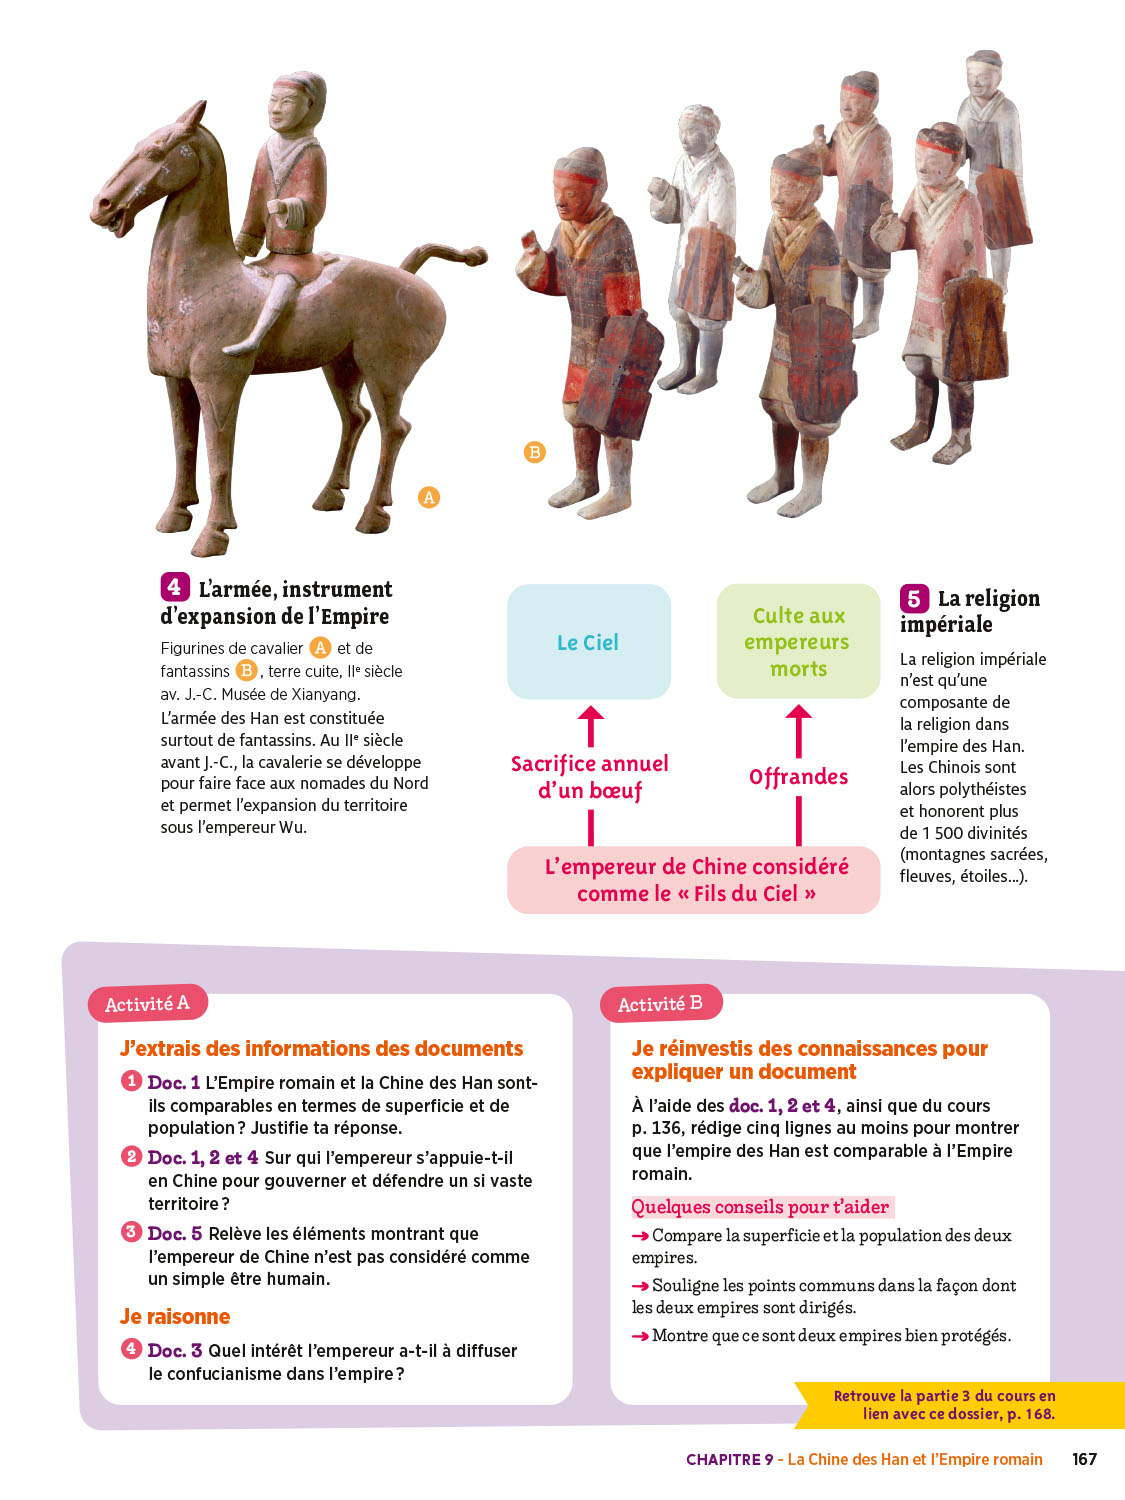 A
B
4 L’armée, instrument
d’expansion de l’Empire
Figurines de cavalier A et de
fantassins B, terre cuite, IIe siècle
av. J.-C. Musée de Xianyang.
L’armée des Han est constituée
surtout de fantassins. Au IIe siècle
avant J.-C., la cavalerie se développe
pour faire face aux nomades du Nord
et permet l’expansion du territoire
sous l’empereur Wu.
Le Ciel
Culte aux
empereurs
morts
Sacrifice annuel
d’un bœuf
Offrandes
L’empereur de Chine considéré
comme le « Fils du Ciel »
5 La religion
impériale
La religion impériale
n’est qu’une
composante de
la religion dans
l’empire des Han.
Les Chinois sont
alors polythéistes
et honorent plus
de 1 500 divinités
(montagnes sacrées,
fleuves, étoiles...).
Activité A
J’extrais des informations des documents
1 Doc. 1 L’Empire romain et la Chine des Han sont-
ils comparables en termes de superficie et de
population ? Justifie ta réponse.
2 Doc. 1, 2 et 4 Sur qui l’empereur s’appuie-t-il
en Chine pour gouverner et défendre un si vaste
territoire ?
3 Doc. 5 Relève les éléments montrant que
l’empereur de Chine n’est pas considéré comme
un simple être humain.
Je raisonne
4 Doc. 3 Quel intérêt l’empereur a-t-il à diffuser
le confucianisme dans l’empire ?
Activité B
Je réinvestis des connaissances pour
expliquer un document
À l’aide des doc. 1, 2 et 4, ainsi que du cours
p. 136, rédige cinq lignes au moins pour montrer
que l’empire des Han est comparable à l’Empire
romain.
Quelques conseils pour t’aider
→ Compare la superficie et la population des deux
empires.
→ Souligne les points communs dans la façon dont
les deux empires sont dirigés.
→ Montre que ce sont deux empires bien protégés.
Retrouve la partie 3 du cours en
lien avec ce dossier, p. 168.
CHAPITRE 9 - La Chine des Han et l’Empire romain 167